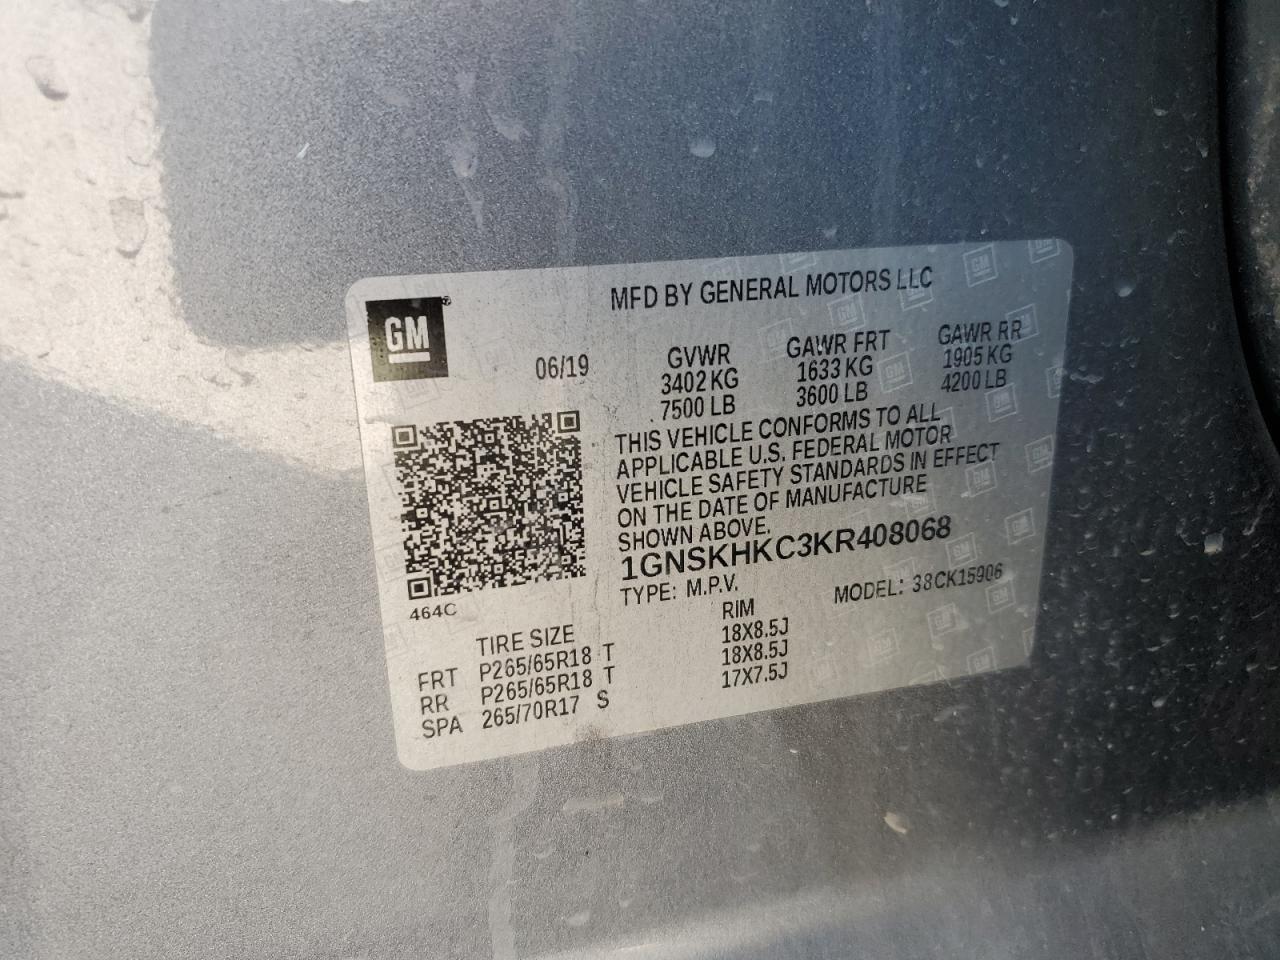 GM
MFD BY GENERAL MOTORS LLC
06/19
GVWR GAWR FRT GAWR RR
3402 KG 1633 KG 1905 KG
7500 LB 3600 LB 4200 LB
THIS VEHICLE CONFORMS TO ALL
APPLICABLE U.S. FEDERAL MOTOR
VEHICLE SAFETY STANDARDS IN EFFECT
ON THE DATE OF MANUFACTURE
SHOWN ABOVE.
1GNSKHKC3KR408068
TYPE: M.P.V. MODEL: 38CK15906
464C
TIRE SIZE RIM
FRT P265/65R18 T 18X8.5J
RR P265/65R18 T 18X8.5J
SPA 265/70R17 S 17X7.5J